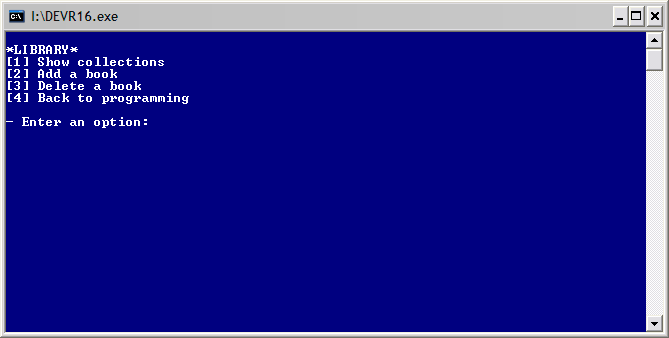 I:\DEVR16.exe
*LIBRARY*
[1] Show collections
[2] Add a book
[3] Delete a book
[4] Back to programming
- Enter an option: